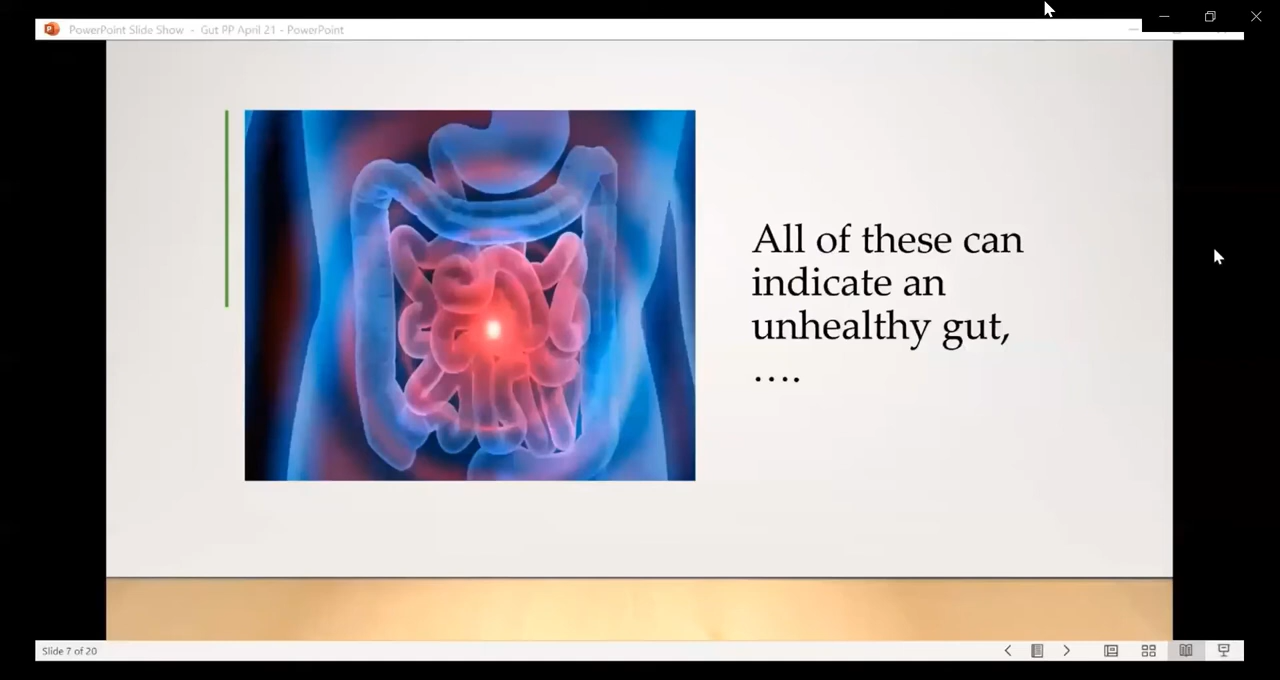 PowerPoint Slide Show - Gut PP April 21 - PowerPoint
All of these can
indicate an
unhealthy gut,
....
Slide 7 of 20